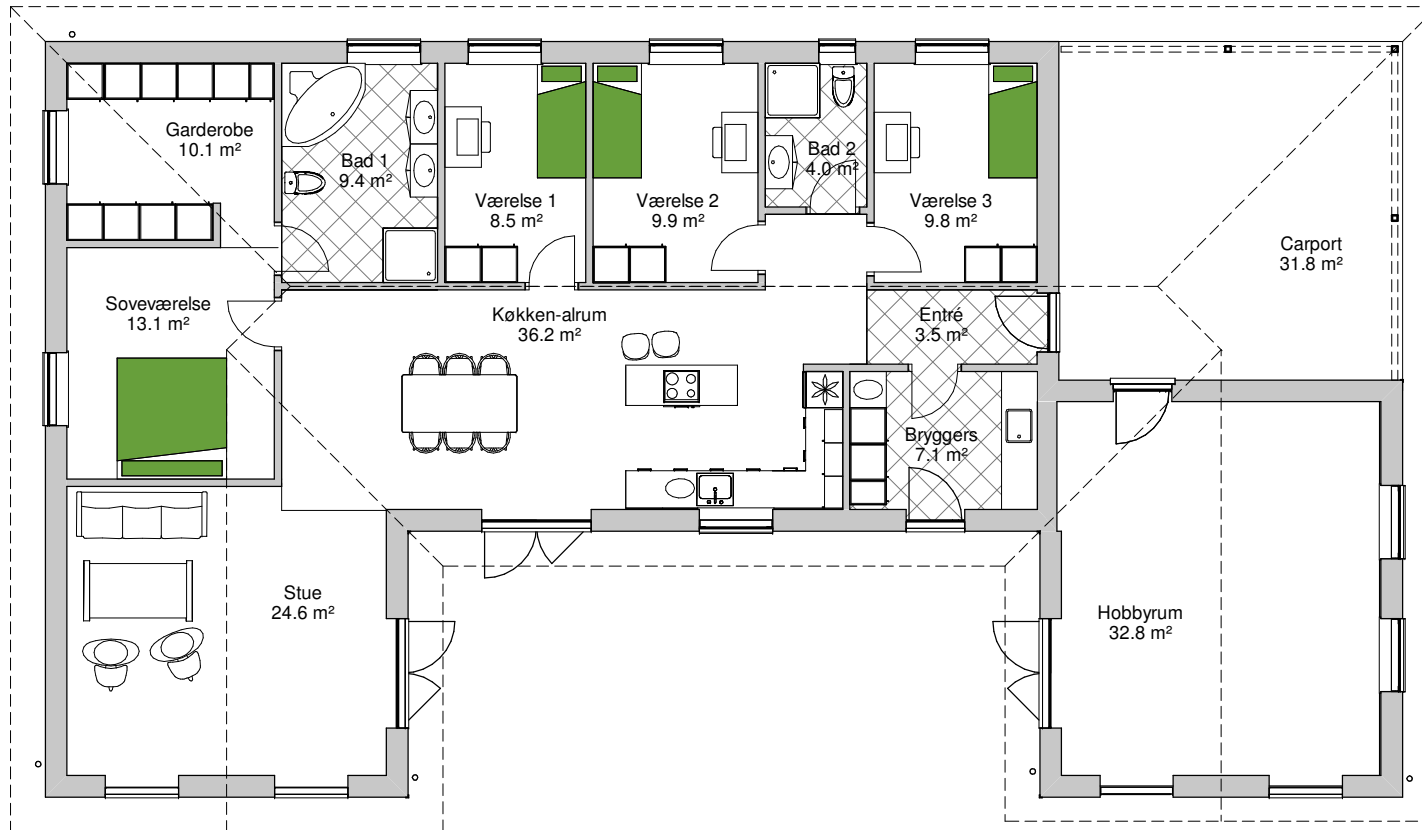 Garderobe
10.1 m²
Bad 1
9.4 m²
Værelse 1
8.5 m²
Værelse 2
9.9 m²
Bad 2
4.0 m²
Værelse 3
9.8 m²
Carport
31.8 m²
Soveværelse
13.1 m²
Køkken-alrum
36.2 m²
Entré
3.5 m²
Bryggers
7.1 m²
Stue
24.6 m²
Hobbyrum
32.8 m²